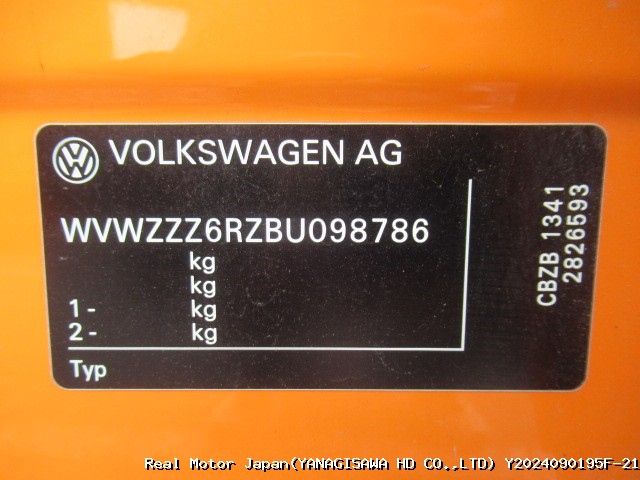 VOLKSWAGEN AG
WVWZZZ6RZBU098786
kg
kg
1 - kg
2 - kg
Typ
CBZB 1341
2826593
Real Motor Japan(YANAGISAWA HD CO.,LTD) Y2024090195F-21